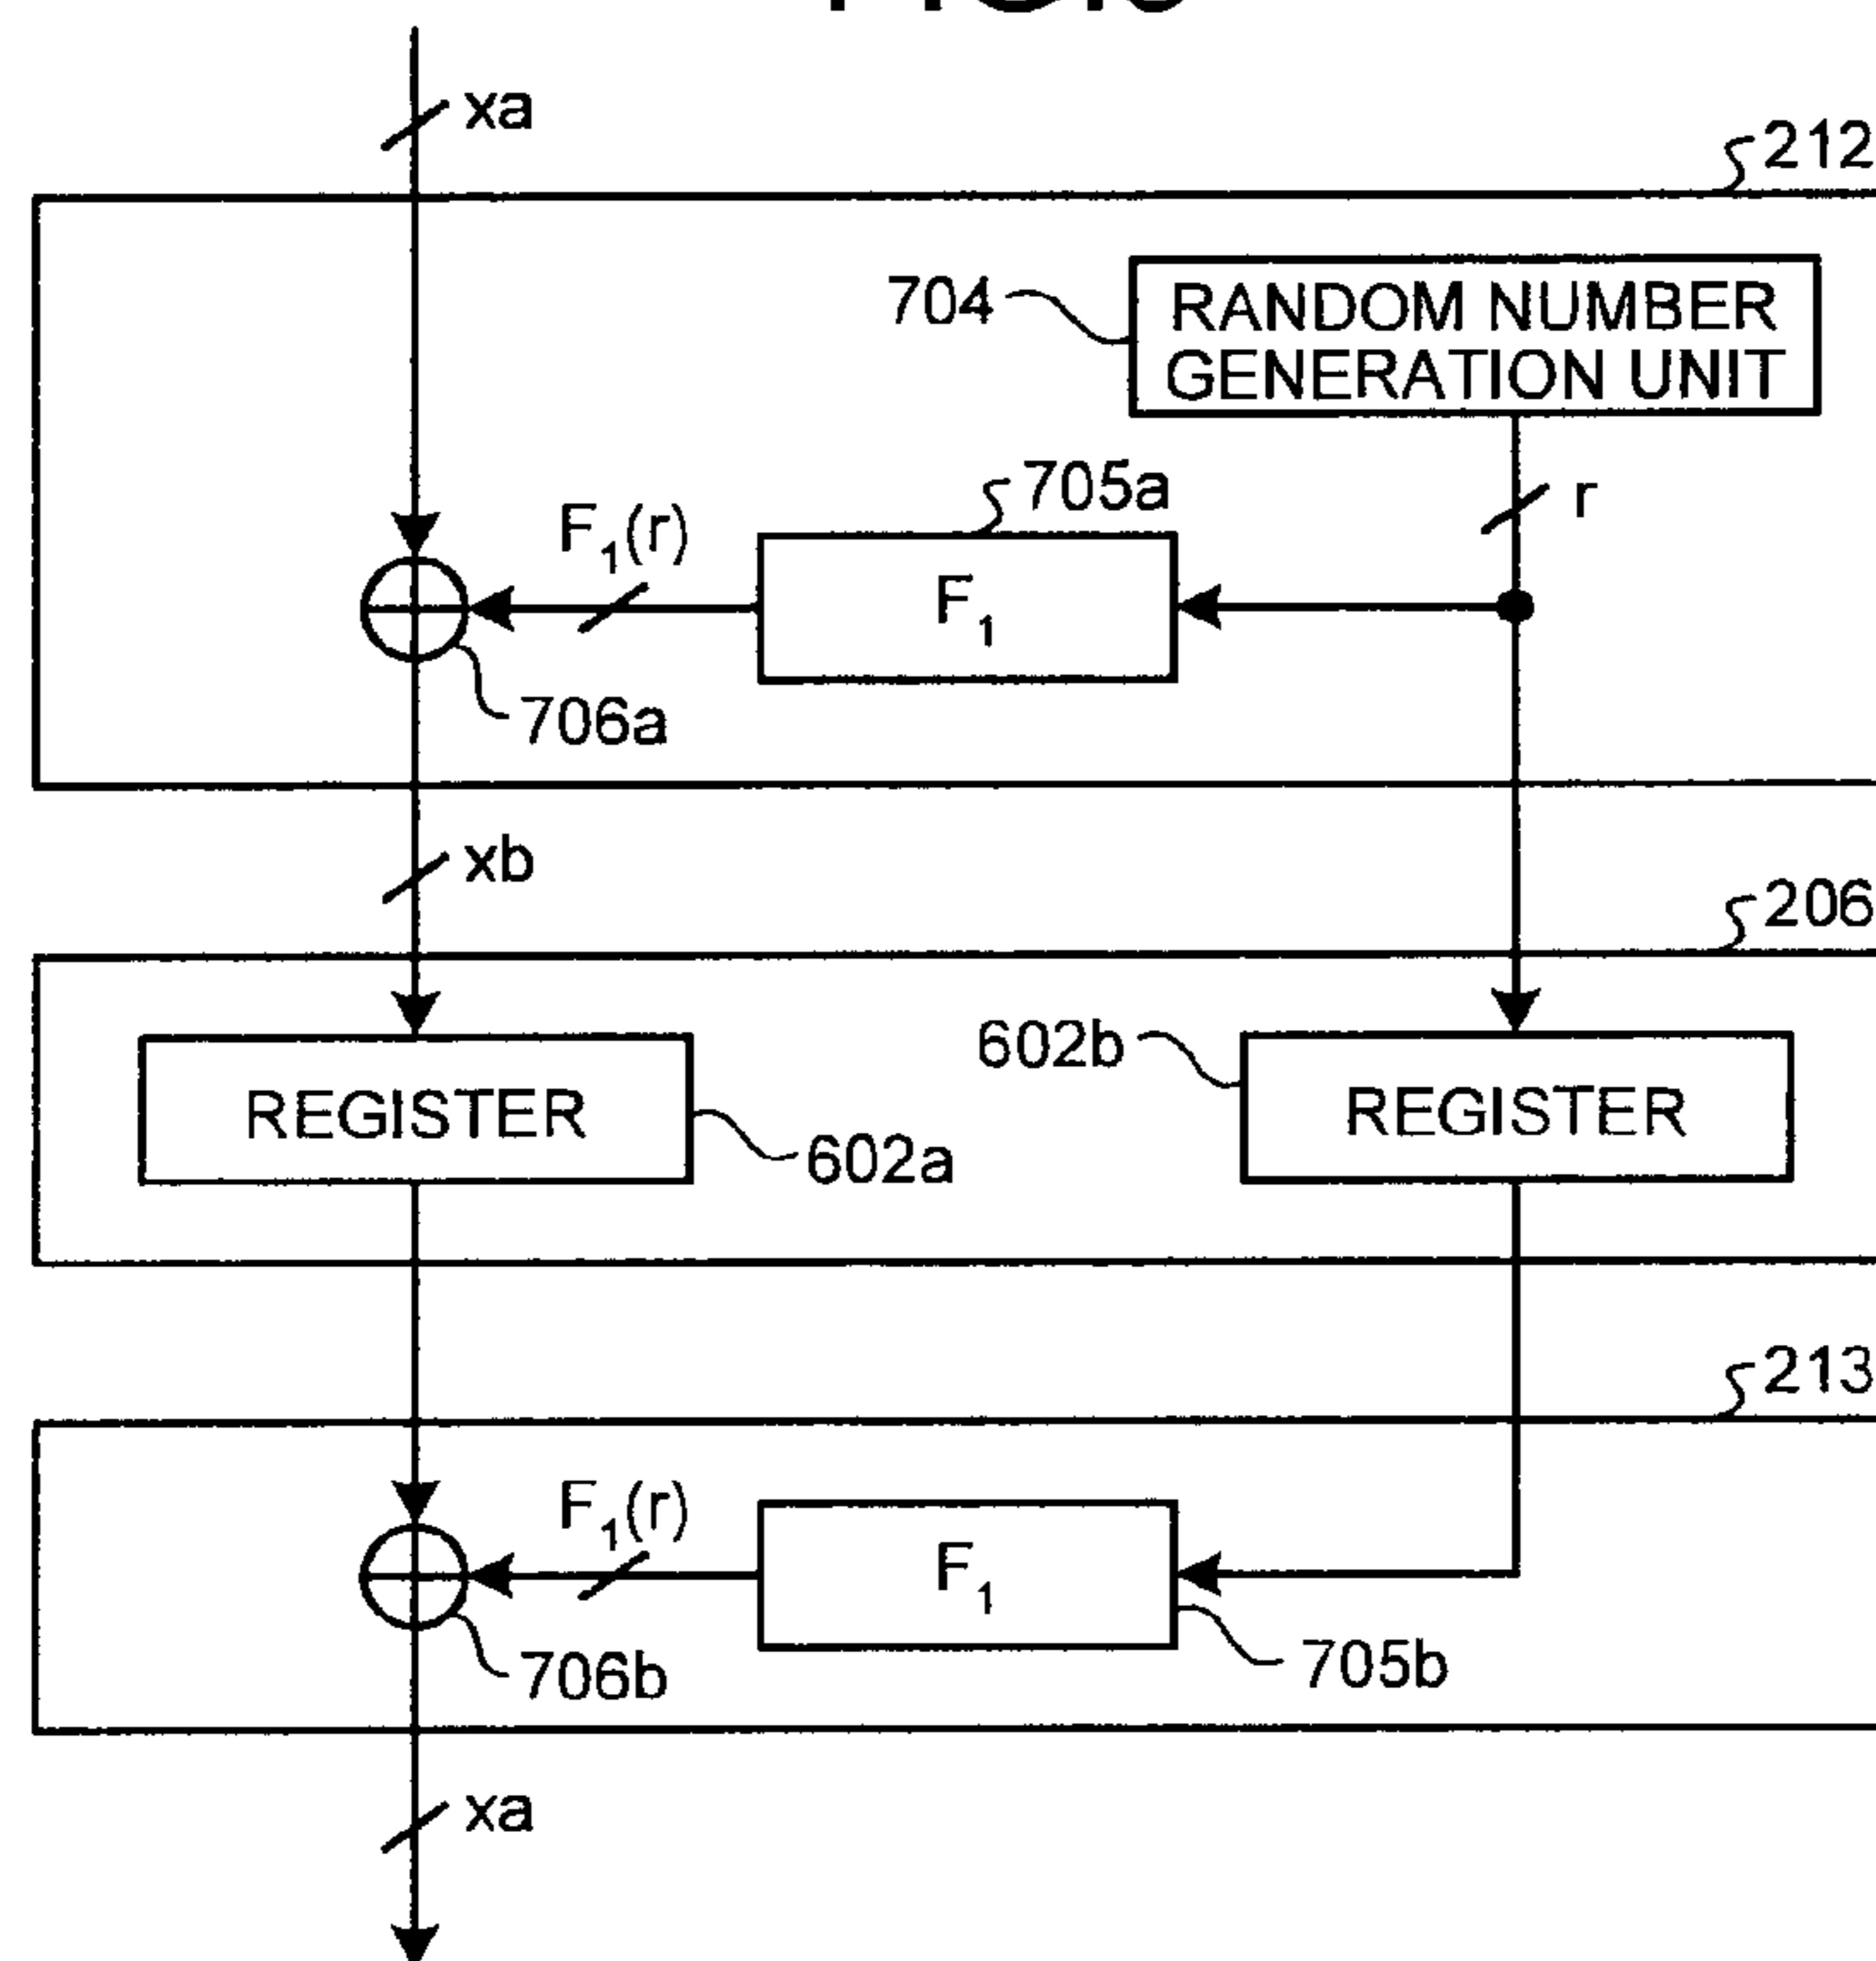 xa
212
704
RANDOM NUMBER
GENERATION UNIT
705a
r
F1(r)
F1
706a
xb
206
602b
REGISTER
REGISTER
602a
213
F1(r)
F1
706b
705b
xa